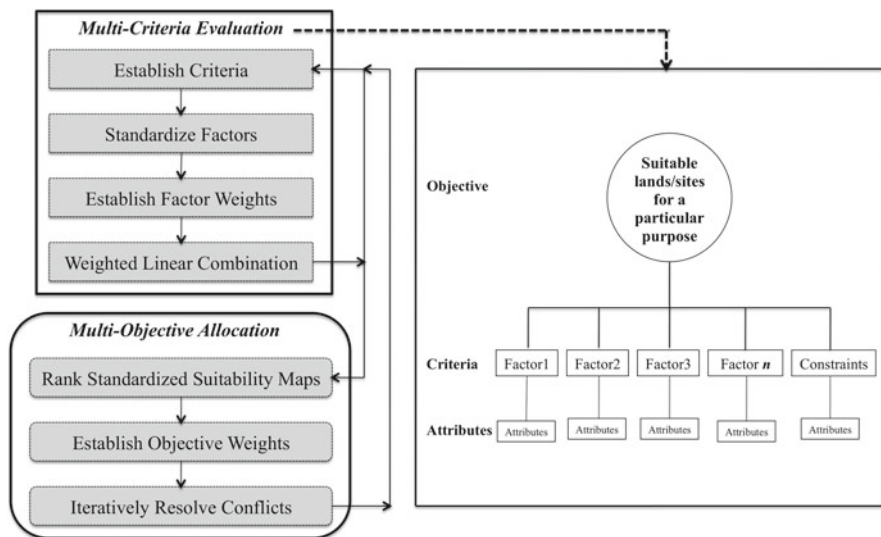 Multi-Criteria Evaluation
Establish Criteria
Standardize Factors
Establish Factor Weights
Weighted Linear Combination
Multi-Objective Allocation
Rank Standardized Suitability Maps
Establish Objective Weights
Iteratively Resolve Conflicts
Objective
Suitable
lands/sites
for a
particular
purpose
Criteria
Factor1
Factor2
Factor3
Factor n
Constraints
Attributes
Attributes
Attributes
Attributes
Attributes
Attributes